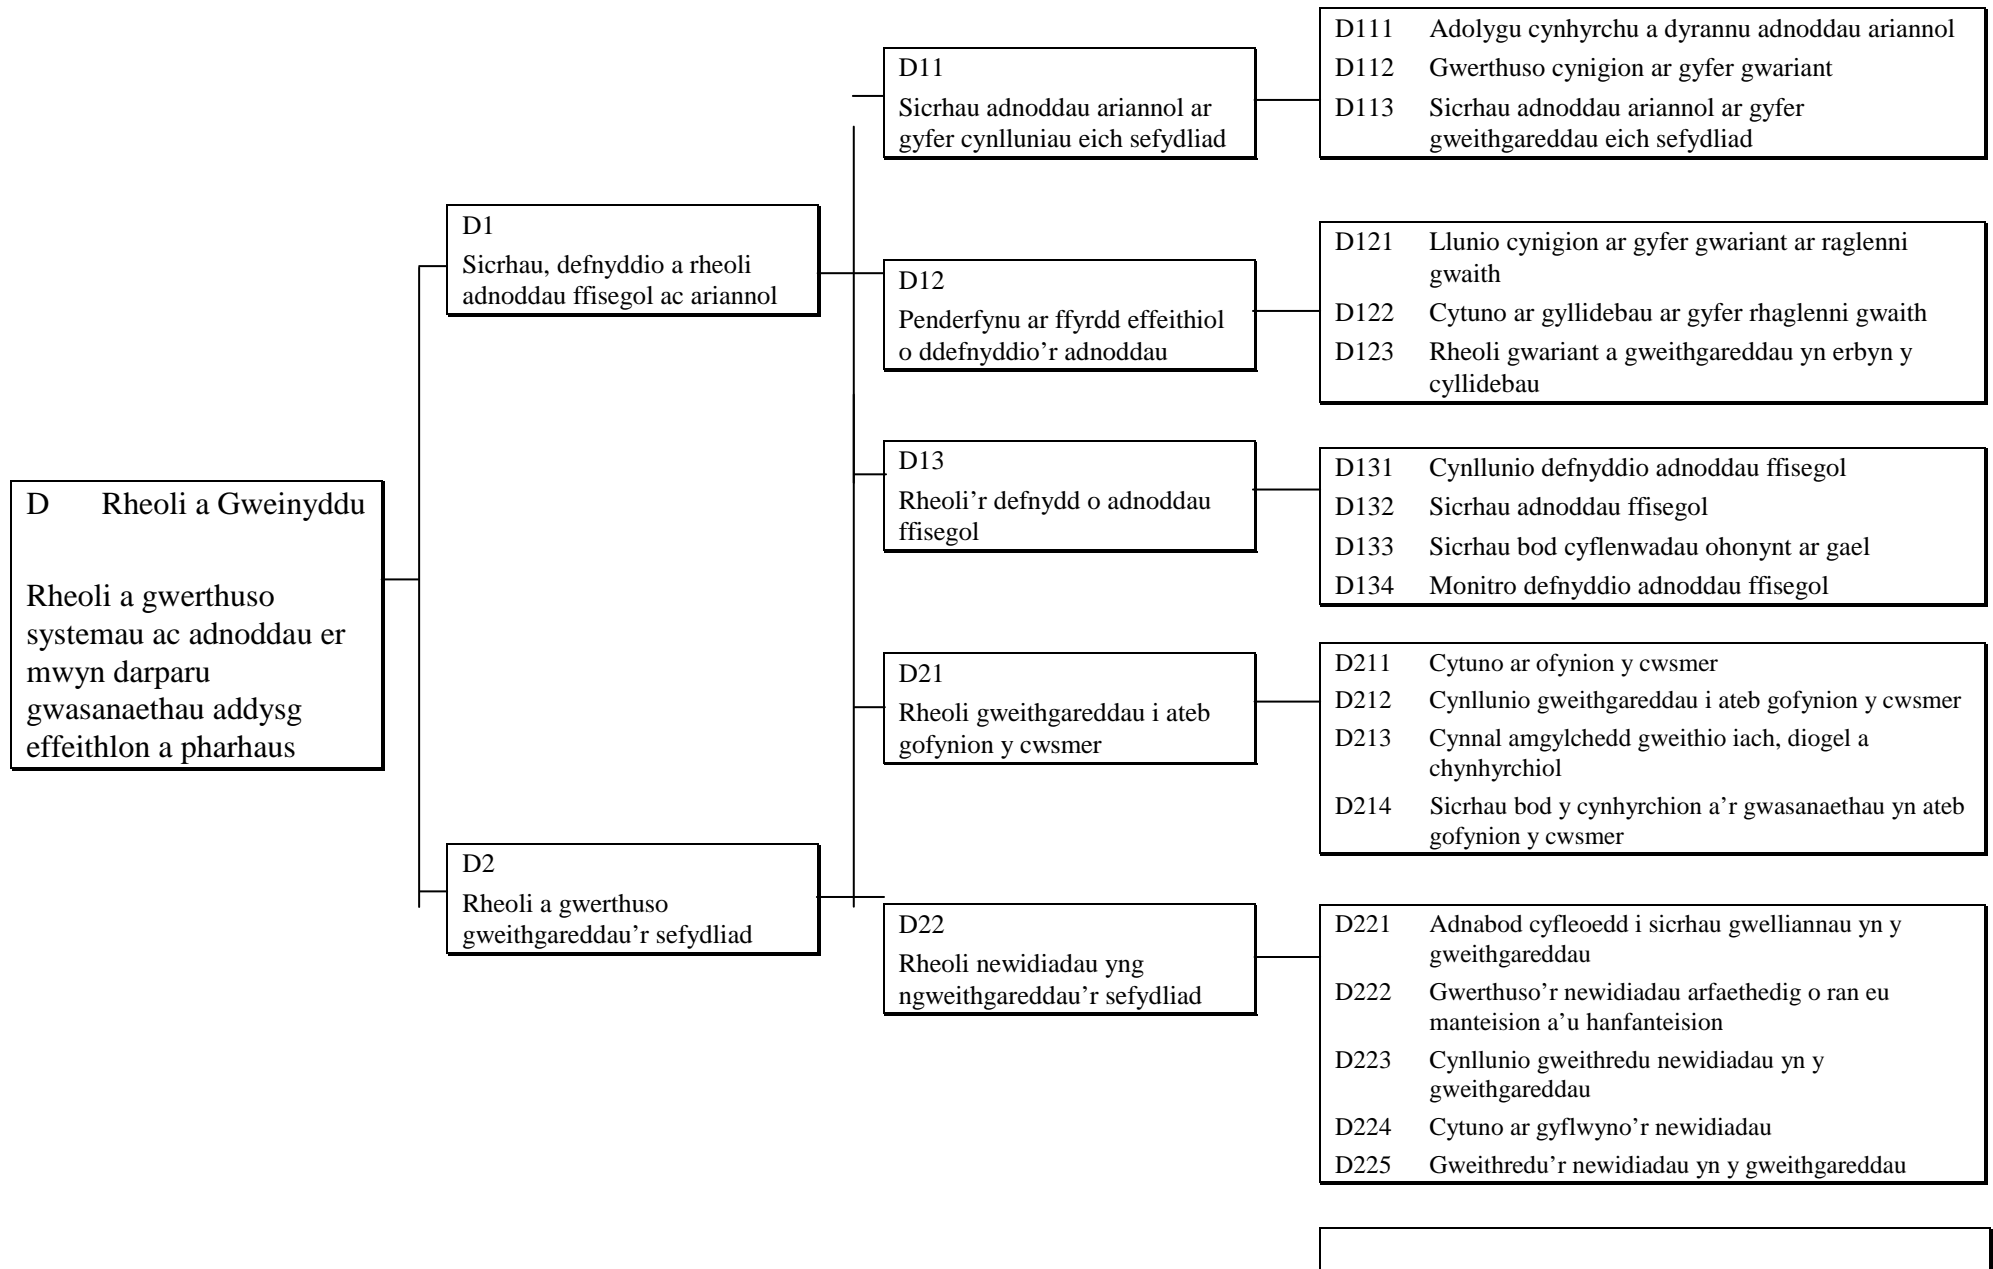 D Rheoli a Gweinyddu
Rheoli a gwerthuso
systemau ac adnoddau er
mwyn darparu
gwasanaethau addysg
effeithlon a pharhaus
D1
Sicrhau, defnyddio a rheoli
adnoddau ffisegol ac ariannol
D2
Rheoli a gwerthuso
gweithgareddau’r sefydliad
D11
Sicrhau adnoddau ariannol ar
gyfer cynlluniau eich sefydliad
D12
Penderfynu ar ffyrdd effeithiol
o ddefnyddio’r adnoddau
D13
Rheoli’r defnydd o adnoddau
ffisegol
D21
Rheoli gweithgareddau i ateb
gofynion y cwsmer
D22
Rheoli newidiadau yng
ngweithgareddau’r sefydliad
D111 Adolygu cynhyrchu a dyrannu adnoddau ariannol
D112 Gwerthuso cynigion ar gyfer gwariant
D113 Sicrhau adnoddau ariannol ar gyfer
gweithgareddau eich sefydliad
D121 Llunio cynigion ar gyfer gwariant ar raglenni
gwaith
D122 Cytuno ar gyllidebau ar gyfer rhaglenni gwaith
D123 Rheoli gwariant a gweithgareddau yn erbyn y
cyllidebau
D131 Cynllunio defnyddio adnoddau ffisegol
D132 Sicrhau adnoddau ffisegol
D133 Sicrhau bod cyflenwadau ohonynt ar gael
D134 Monitro defnyddio adnoddau ffisegol
D211 Cytuno ar ofynion y cwsmer
D212 Cynllunio gweithgareddau i ateb gofynion y cwsmer
D213 Cynnal amgylchedd gweithio iach, diogel a
chynhyrchiol
D214 Sicrhau bod y cynhyrchion a’r gwasanaethau yn ateb
gofynion y cwsmer
D221 Adnabod cyfleoedd i sicrhau gwelliannau yn y
gweithgareddau
D222 Gwerthuso’r newidiadau arfaethedig o ran eu
manteision a’u hanfanteision
D223 Cynllunio gweithredu newidiadau yn y
gweithgareddau
D224 Cytuno ar gyflwyno’r newidiadau
D225 Gweithredu’r newidiadau yn y gweithgareddau